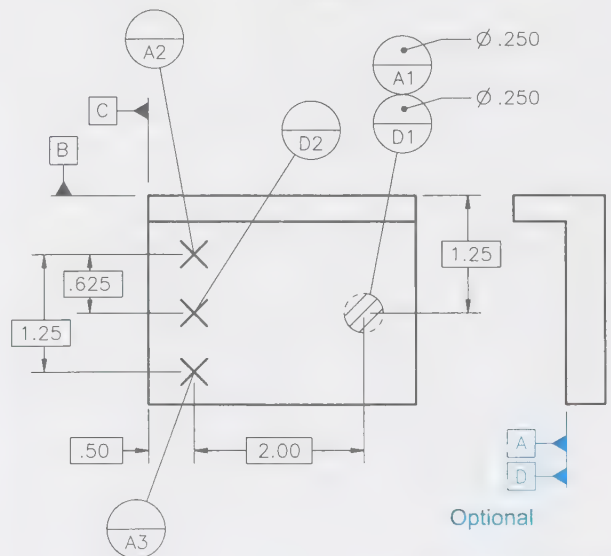 A2
Ø .250
A1
Ø .250
D1
C
D2
B
1.25
.625
1.25
.50
2.00
A
D
Optional
A3